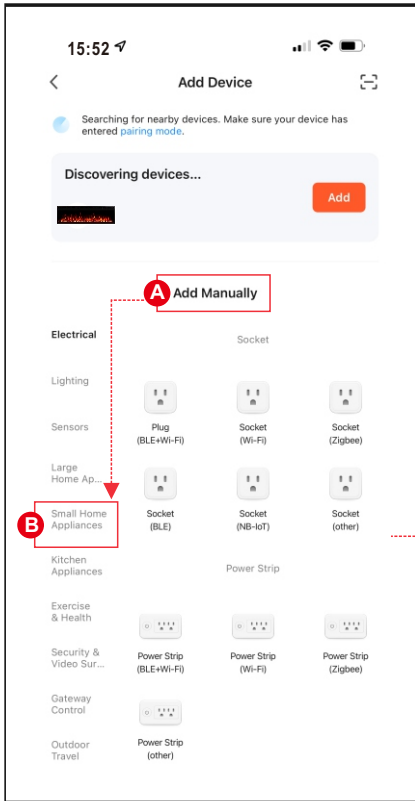 15:52
Add Device
Searching for nearby devices. Make sure your device has
entered pairing mode.
Discovering devices...
Add
A
Add Manually
Electrical
Socket
Lighting
Plug
(BLE+Wi-Fi)
Socket
(Wi-Fi)
Socket
(Zigbee)
Sensors
Large
Home Ap...
Socket
(BLE)
Socket
(NB-IoT)
Socket
(other)
B
Small Home
Appliances
Kitchen
Appliances
Power Strip
Exercise
& Health
Power Strip
(BLE+Wi-Fi)
Power Strip
(Wi-Fi)
Power Strip
(Zigbee)
Security &
Video Sur...
Gateway
Control
Power Strip
(other)
Outdoor
Travel